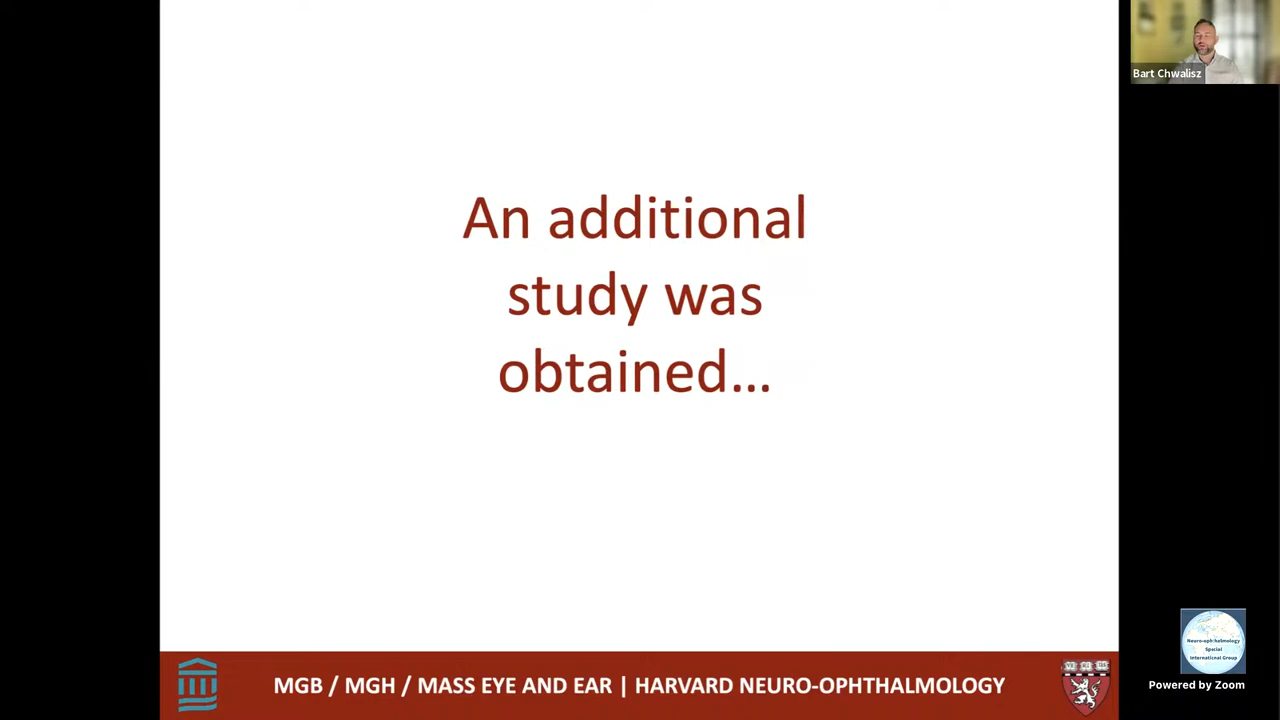 Bart Chwalisz
An additional
study was
obtained...
MGB / MGH / MASS EYE AND EAR | HARVARD NEURO-OPHTHALMOLOGY
Neuro-ophthalmology
Special
International Group
Powered by Zoom